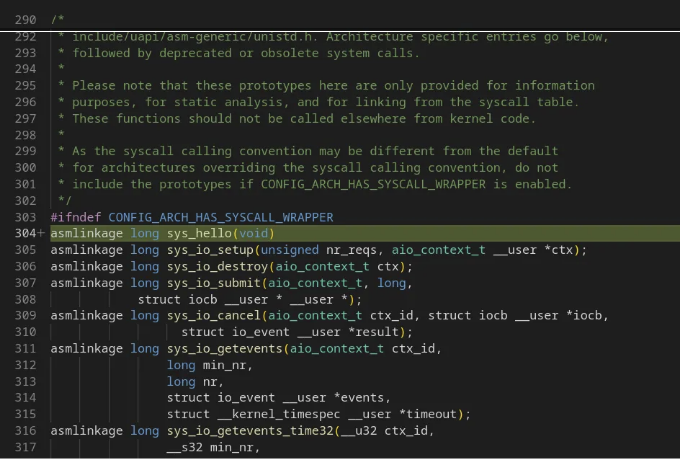 290 /*
292 * include/uapi/asm-generic/unistd.h. Architecture specific entries go below,
293 * followed by deprecated or obsolete system calls.
294 *
295 * Please note that these prototypes here are only provided for information
296 * purposes, for static analysis, and for linking from the syscall table.
297 * These functions should not be called elsewhere from kernel code.
298 *
299 * As the syscall calling convention may be different from the default
300 * for architectures overriding the syscall calling convention, do not
301 * include the prototypes if CONFIG_ARCH_HAS_SYSCALL_WRAPPER is enabled.
302 */
303 #ifndef CONFIG_ARCH_HAS_SYSCALL_WRAPPER
304+ asmlinkage long sys_hello(void)
305 asmlinkage long sys_io_setup(unsigned nr_reqs, aio_context_t __user *ctx);
306 asmlinkage long sys_io_destroy(aio_context_t ctx);
307 asmlinkage long sys_io_submit(aio_context_t, long,
308 struct iocb __user * __user *);
309 asmlinkage long sys_io_cancel(aio_context_t ctx_id, struct iocb __user *iocb,
310 struct io_event __user *result);
311 asmlinkage long sys_io_getevents(aio_context_t ctx_id,
312 long min_nr,
313 long nr,
314 struct io_event __user *events,
315 struct __kernel_timespec __user *timeout);
316 asmlinkage long sys_io_getevents_time32(__u32 ctx_id,
317 __s32 min_nr,